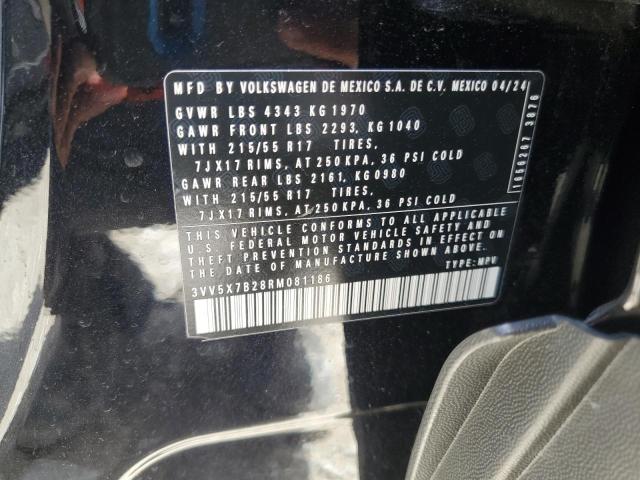 MFD BY VOLKSWAGEN DE MEXICO S.A. DE C.V. MEXICO 04/24
GVWR LBS 4343 KG 1970
GAWR FRONT LBS 2293, KG 1040
WITH 215/55 R17 TIRES,
7JX17 RIMS, AT 250 KPA, 36 PSI COLD
GAWR REAR LBS 2161, KG0980
WITH 215/55 R17 TIRES,
7JX17 RIMS, AT 250 KPA, 36 PSI COLD
THIS VEHICLE CONFORMS TO ALL APPLICABLE
U.S. FEDERAL MOTOR VEHICLE SAFETY AND
THEFT PREVENTION STANDARDS IN EFFECT ON
THE DATE OF MANUFACTURE SHOWN ABOVE.
TYPE: MPV
3VV5X7B28RM081186
1056207 3076